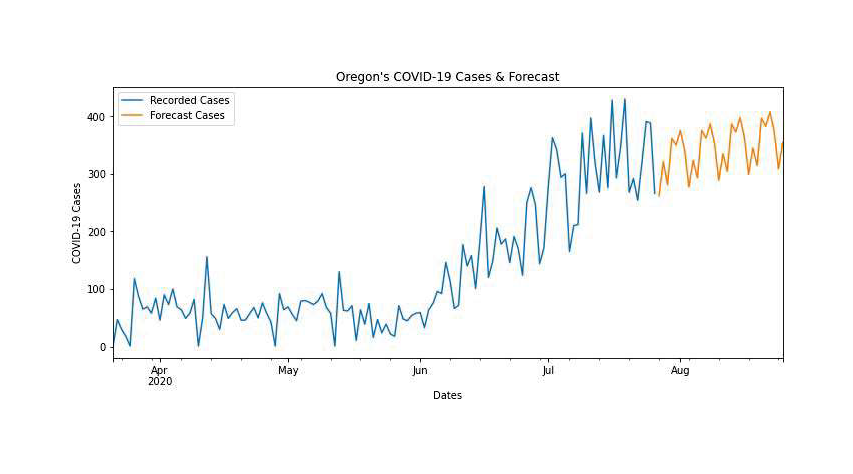 Oregon's COVID-19 Cases & Forecast
Recorded Cases
Forecast Cases
400
300
200
100
0
COVID-19 Cases
Apr
2020
May
Jun
Jul
Aug
Dates